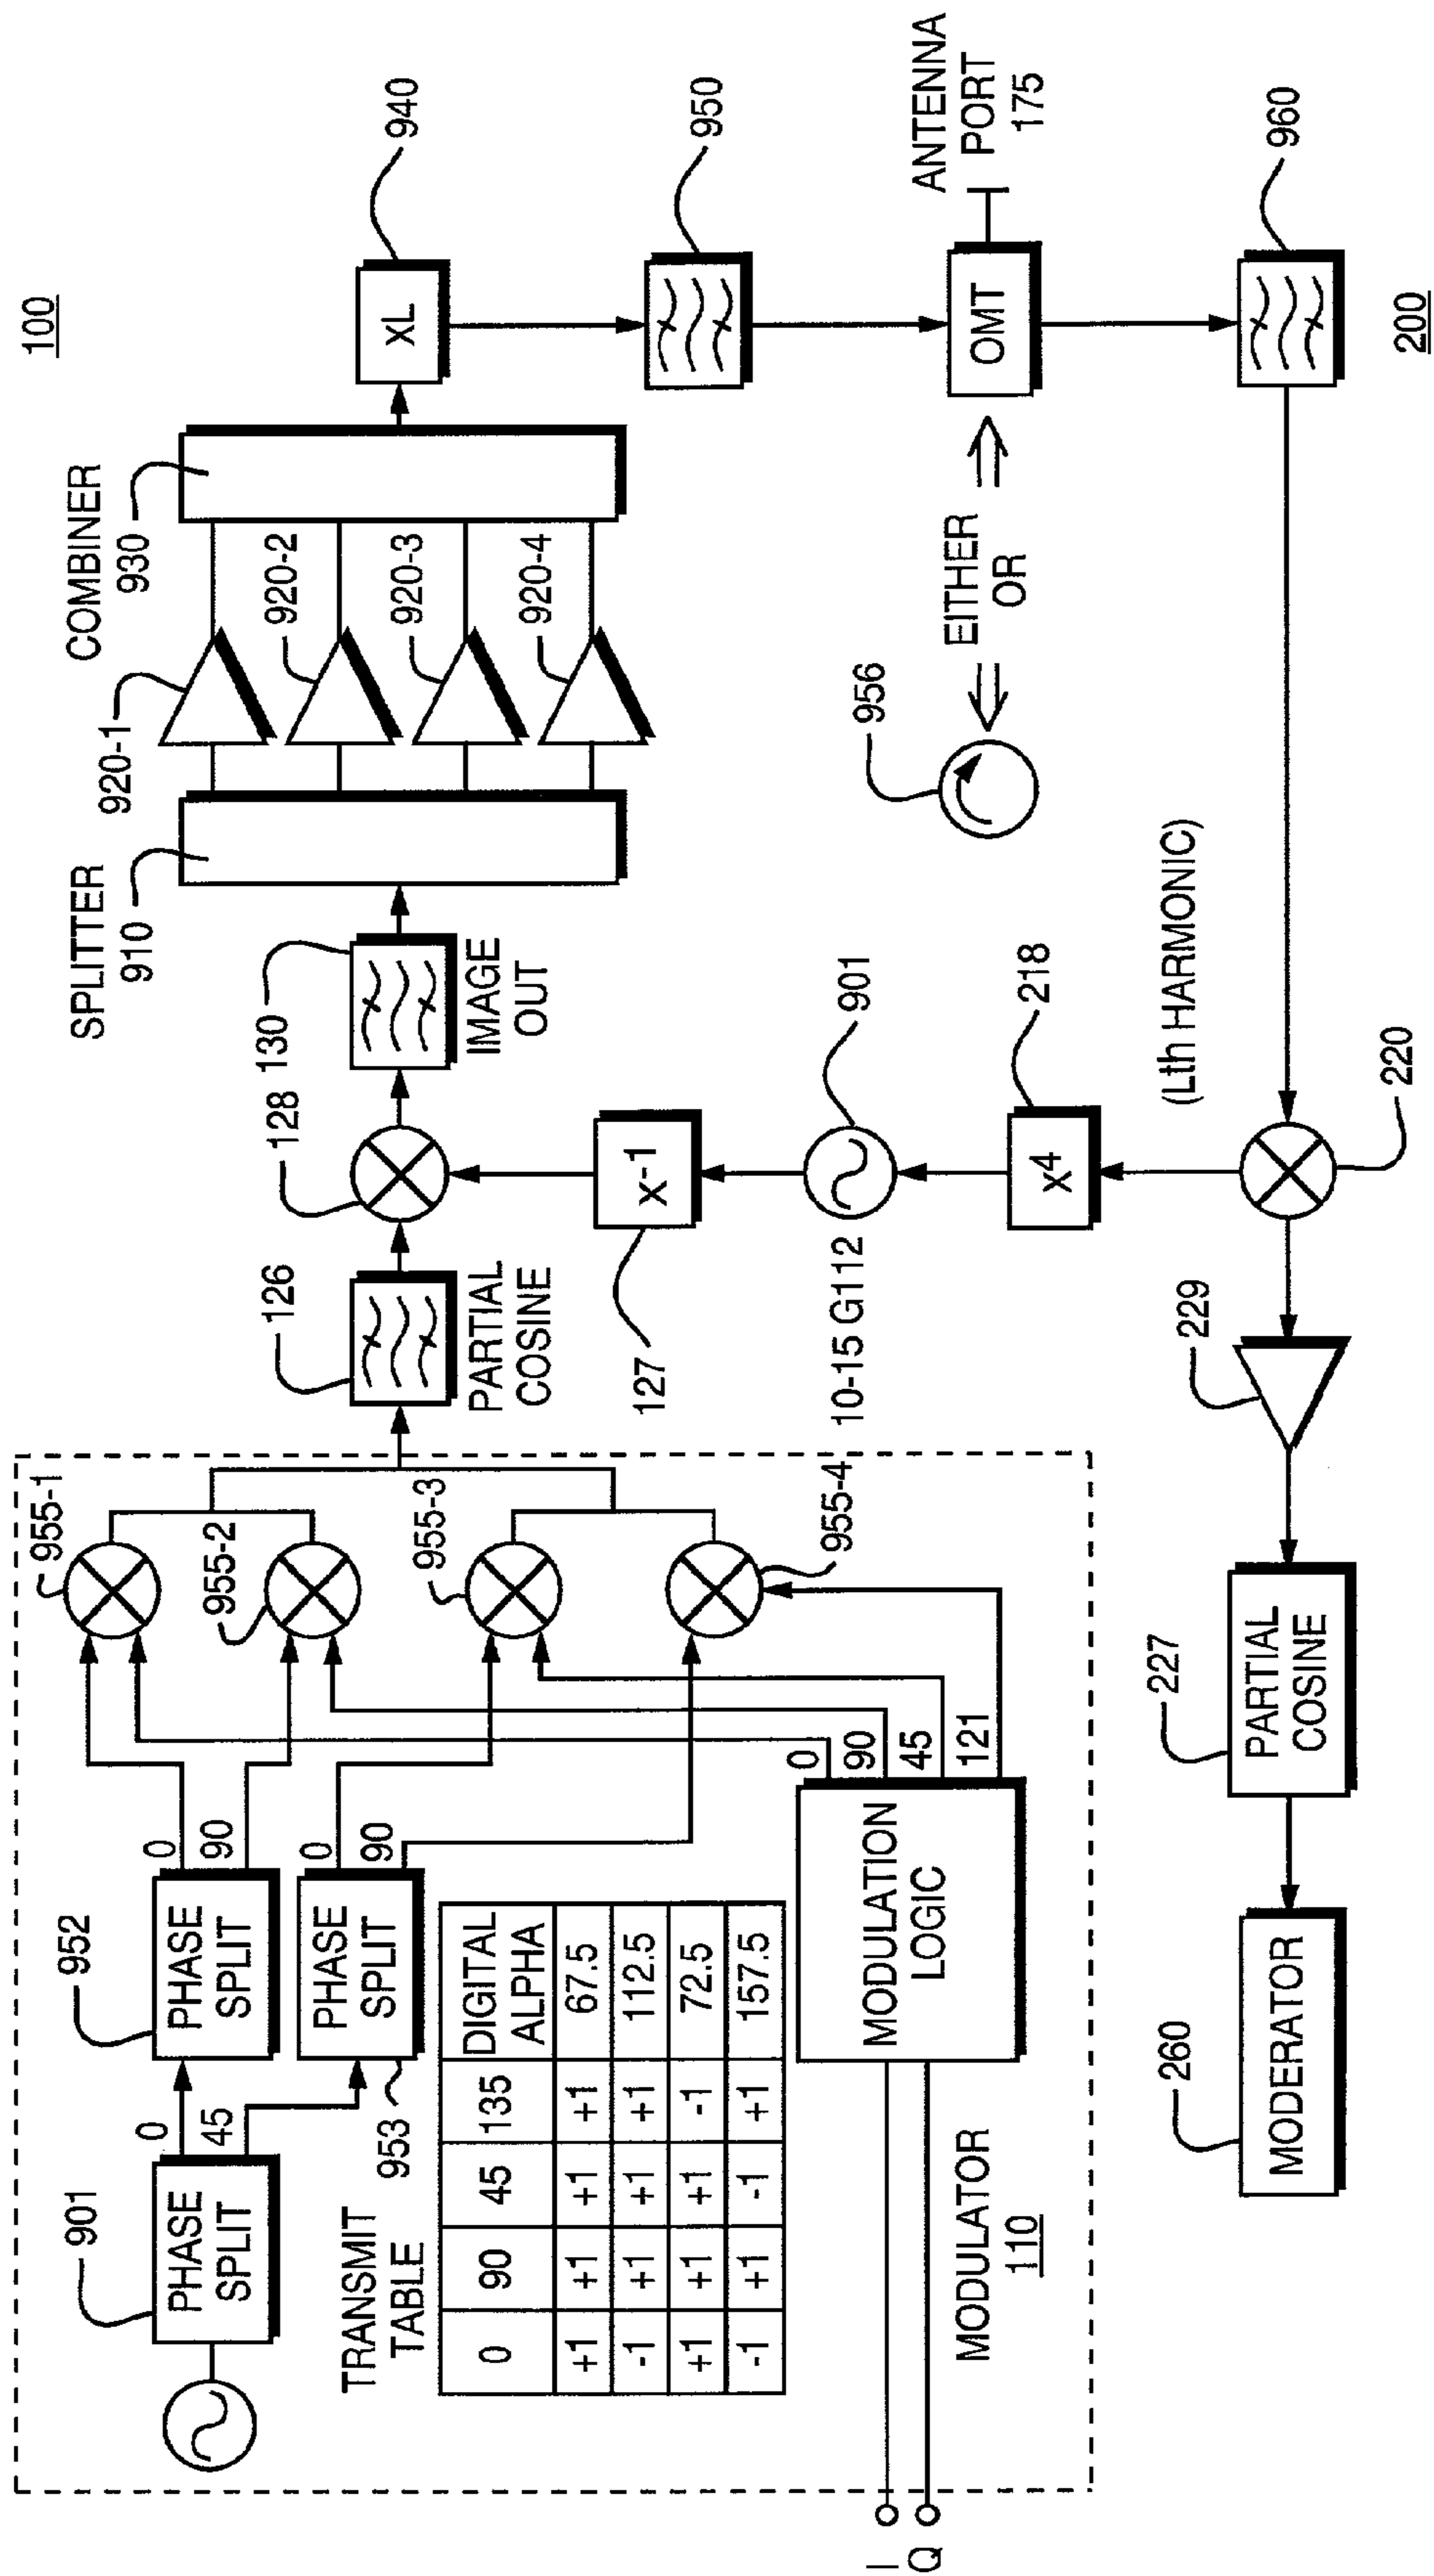 100
901
PHASE
SPLIT
0
45
952
PHASE
SPLIT
0
90
953
PHASE
SPLIT
0
90
955-1
955-2
955-3
955-4
TRANSMIT
TABLE
0 90 45 135 DIGITAL ALPHA
+1 +1 +1 +1 67.5
-1 +1 +1 +1 112.5
+1 +1 +1 -1 72.5
-1 +1 -1 +1 157.5
MODULATION
LOGIC
0
90
45
121
MODULATOR
110
I
Q
126
PARTIAL
COSINE
128
130
IMAGE
OUT
SPLITTER
910
920-1
920-2
920-3
920-4
COMBINER
930
XL
940
950
ANTENNA
PORT
175
OMT
EITHER
OR
956
960
200
X-1
127
901
10-15 G112
218
X4
(Lth HARMONIC)
220
229
227
PARTIAL
COSINE
260
MODERATOR